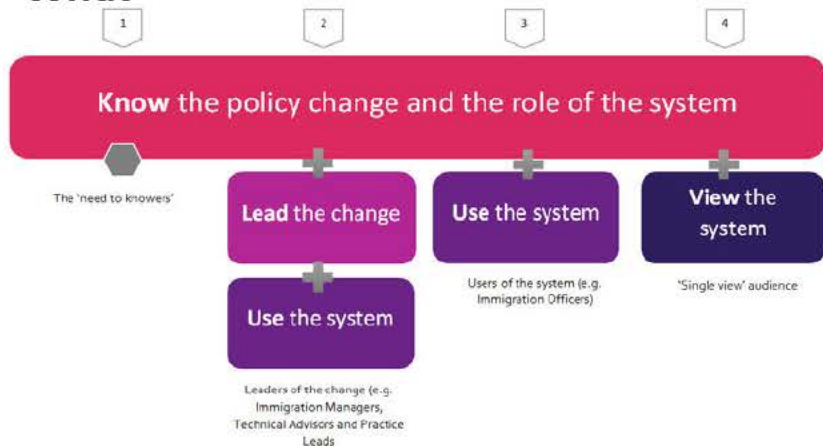 1
2
3
4
Know the policy change and the role of the system
The 'need to knowers'
Lead the change
Use the system
View the
system
Use the system
Users of the system (e.g.
Immigration Officers)
'Single view' audience
Leaders of the change (e.g.
Immigration Managers,
Technical Advisors and Practice
Leads